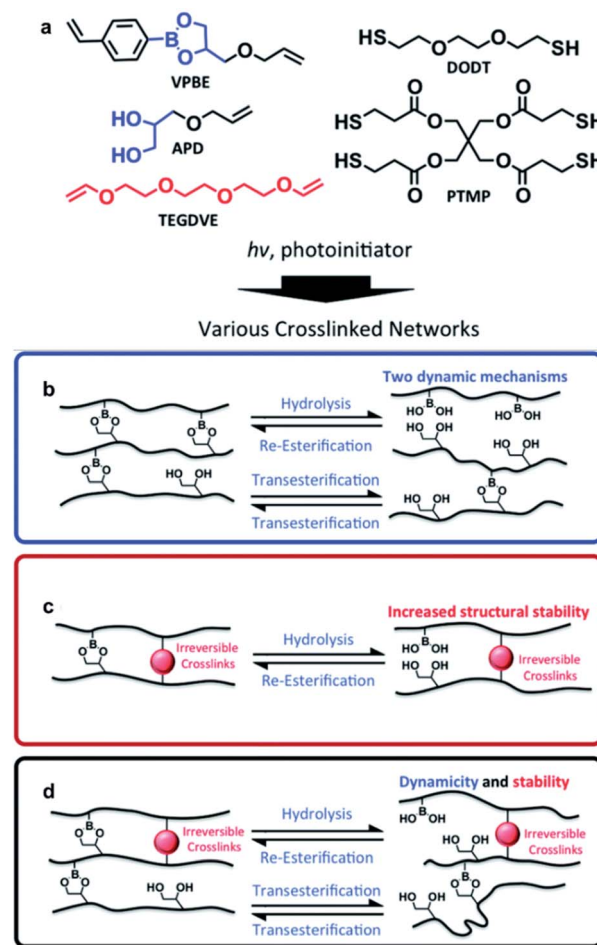 a
VPBE
DODT
APD
PTMP
TEGDVE
hν, photoinitiator
Various Crosslinked Networks
b
Two dynamic mechanisms
Hydrolysis
Re-Esterification
Transesterification
Transesterification
c
Increased structural stability
Irreversible
Crosslinks
Hydrolysis
Re-Esterification
Irreversible
Crosslinks
d
Dynamicity and stability
Irreversible
Crosslinks
Hydrolysis
Re-Esterification
Irreversible
Crosslinks
Transesterification
Transesterification